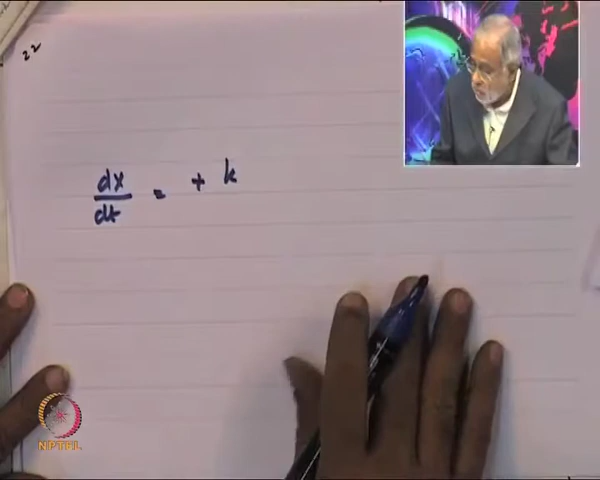 22
dx/dt = + k
NPTEL